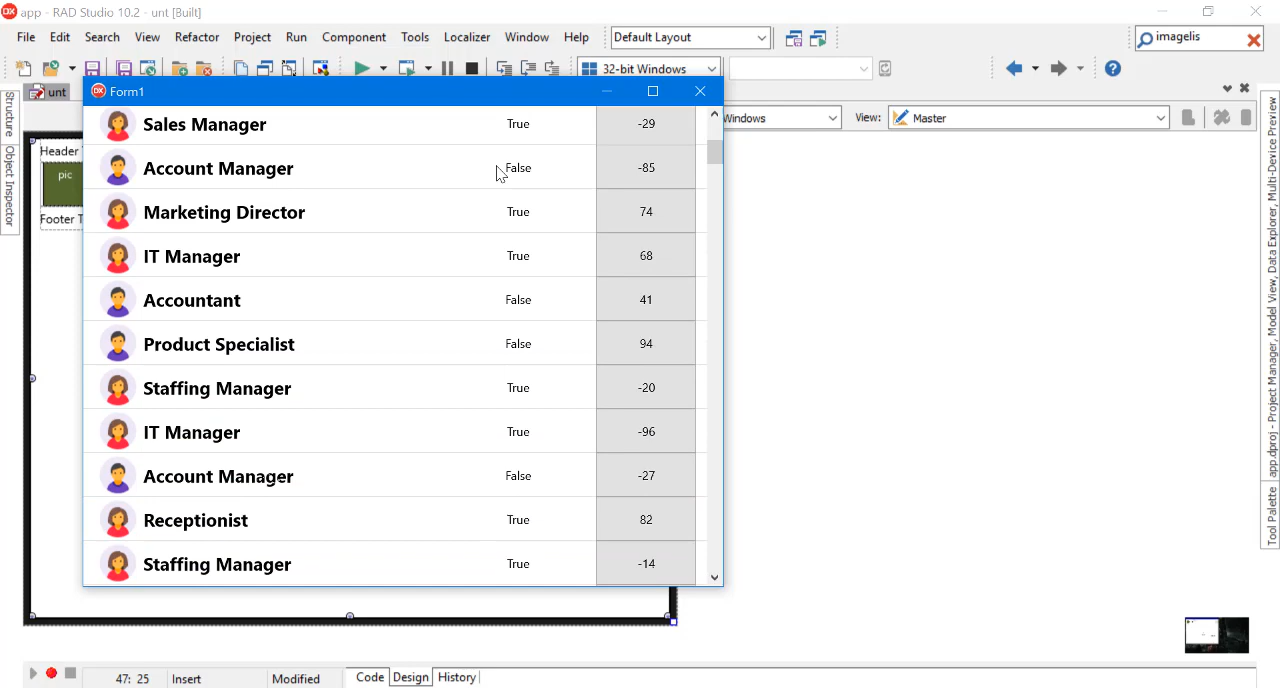 DX app - RAD Studio 10.2 - unt [Built]
File Edit Search View Refactor Project Run Component Tools Localizer Window Help Default Layout imagelis
32-bit Windows
unt
DX Form1
indows View: Master
Structure
Object Inspector
Header
pic
Footer T
Sales Manager True -29
Account Manager False -85
Marketing Director True 74
IT Manager True 68
Accountant False 41
Product Specialist False 94
Staffing Manager True -20
IT Manager True -96
Account Manager False -27
Receptionist True 82
Staffing Manager True -14
app.dproj - Project Manager, Model View, Data Explorer, Multi-Device Preview
Tool Palette
47: 25 Insert Modified Code Design History